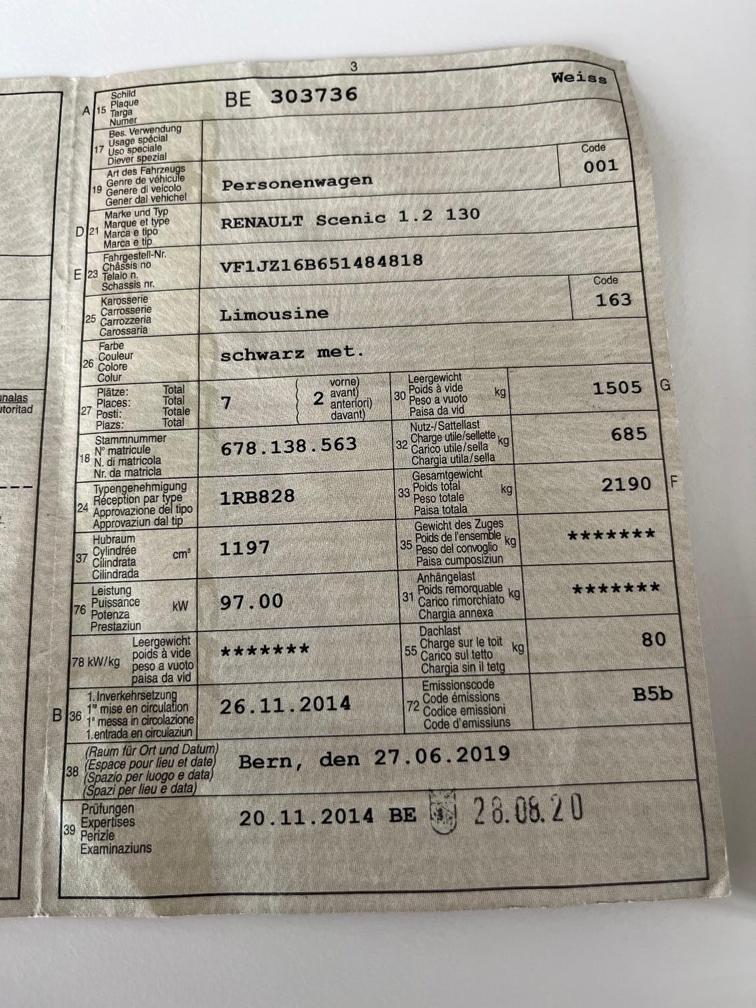 3
A 15 Schild
Plaque
Targa
Numer
BE 303736
Weiss
17 Bes. Verwendung
Usage spécial
Uso speciale
Diever spezial
19 Art des Fahrzeugs
Genre de véhicule
Genere di veicolo
Gener dal vehichel
Personenwagen
Code
001
D 21 Marke und Typ
Marque et type
Marca e tipo
Marca e tip
RENAULT Scenic 1.2 130
E 23 Fahrgestell-Nr.
Châssis no
Telaio n.
Schassis nr.
VF1JZ16B651484818
25 Karosserie
Carrosserie
Carrozzeria
Carossaria
Limousine
Code
163
26 Farbe
Couleur
Colore
Colur
schwarz met.
27 Plätze: Total
Places: Total
Posti: Totale
Plazs: Total
7
2
vorne)
avant)
anteriori)
davant)
30 Leergewicht
Poids à vide
Peso a vuoto
Paisa da vid
kg
1505 G
18 Stammnummer
N° matricule
N. di matricola
Nr. da matricla
678.138.563
32 Nutz-/Sattellast
Charge utile/sellette
Carico utile/sella
Chargia utila/sella
kg
685
24 Typengenehmigung
Réception par type
Approvazione del tipo
Approvaziun dal tip
1RB828
33 Gesamtgewicht
Poids total
Peso totale
Paisa totala
kg
2190 F
37 Hubraum
Cylindrée
Cilindrata
Cilindrada
cm³
1197
35 Gewicht des Zuges
Poids de l'ensemble
Peso del convoglio
Paisa cumposiziun
kg
*******
76 Leistung
Puissance
Potenza
Prestaziun
kW
97.00
31 Anhängelast
Poids remorquable
Carico rimorchiato
Chargia annexa
kg
*******
78 kW/kg
Leergewicht
poids à vide
peso a vuoto
paisa da vid
*******
55 Dachlast
Charge sur le toit
Carico sul tetto
Chargia sin il tetg
kg
80
B 36 1. Inverkehrsetzung
1re mise en circulation
1a messa in circolazione
1. entrada en circulaziun
26.11.2014
72 Emissionscode
Code émissions
Codice emissioni
Code d'emissiuns
B5b
38 (Raum für Ort und Datum)
(Espace pour lieu et date)
(Spazio per luogo e data)
(Spazi per lieu e data)
Bern, den 27.06.2019
39 Prüfungen
Expertises
Perizie
Examinaziuns
20.11.2014 BE
28.08.20